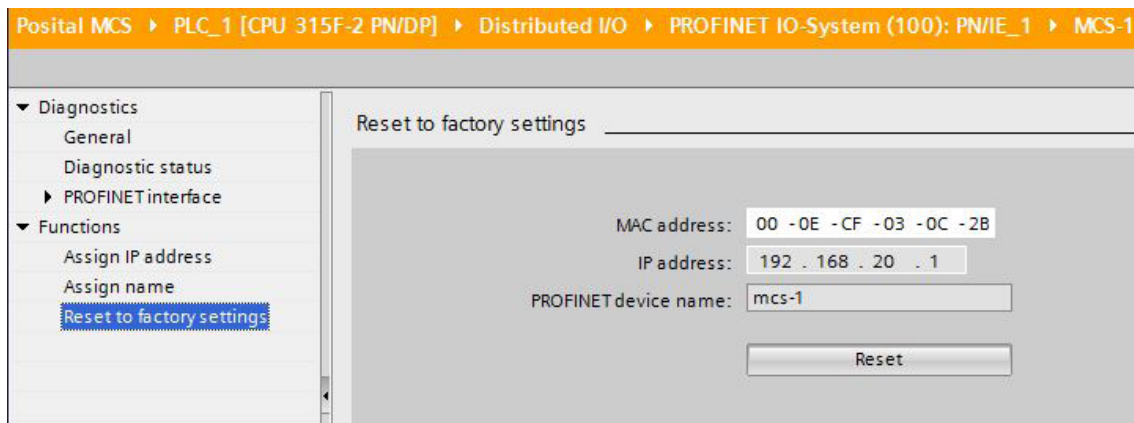 Posital MCS ▸ PLC_1 [CPU 315F-2 PN/DP] ▸ Distributed I/O ▸ PROFINET IO-System (100): PN/IE_1 ▸ MCS-1
Diagnostics
General
Diagnostic status
PROFINET interface
Functions
Assign IP address
Assign name
Reset to factory settings
Reset to factory settings
MAC address: 00 -0E -CF -03 -0C -2B
IP address: 192 . 168 . 20 . 1
PROFINET device name: mcs-1
Reset